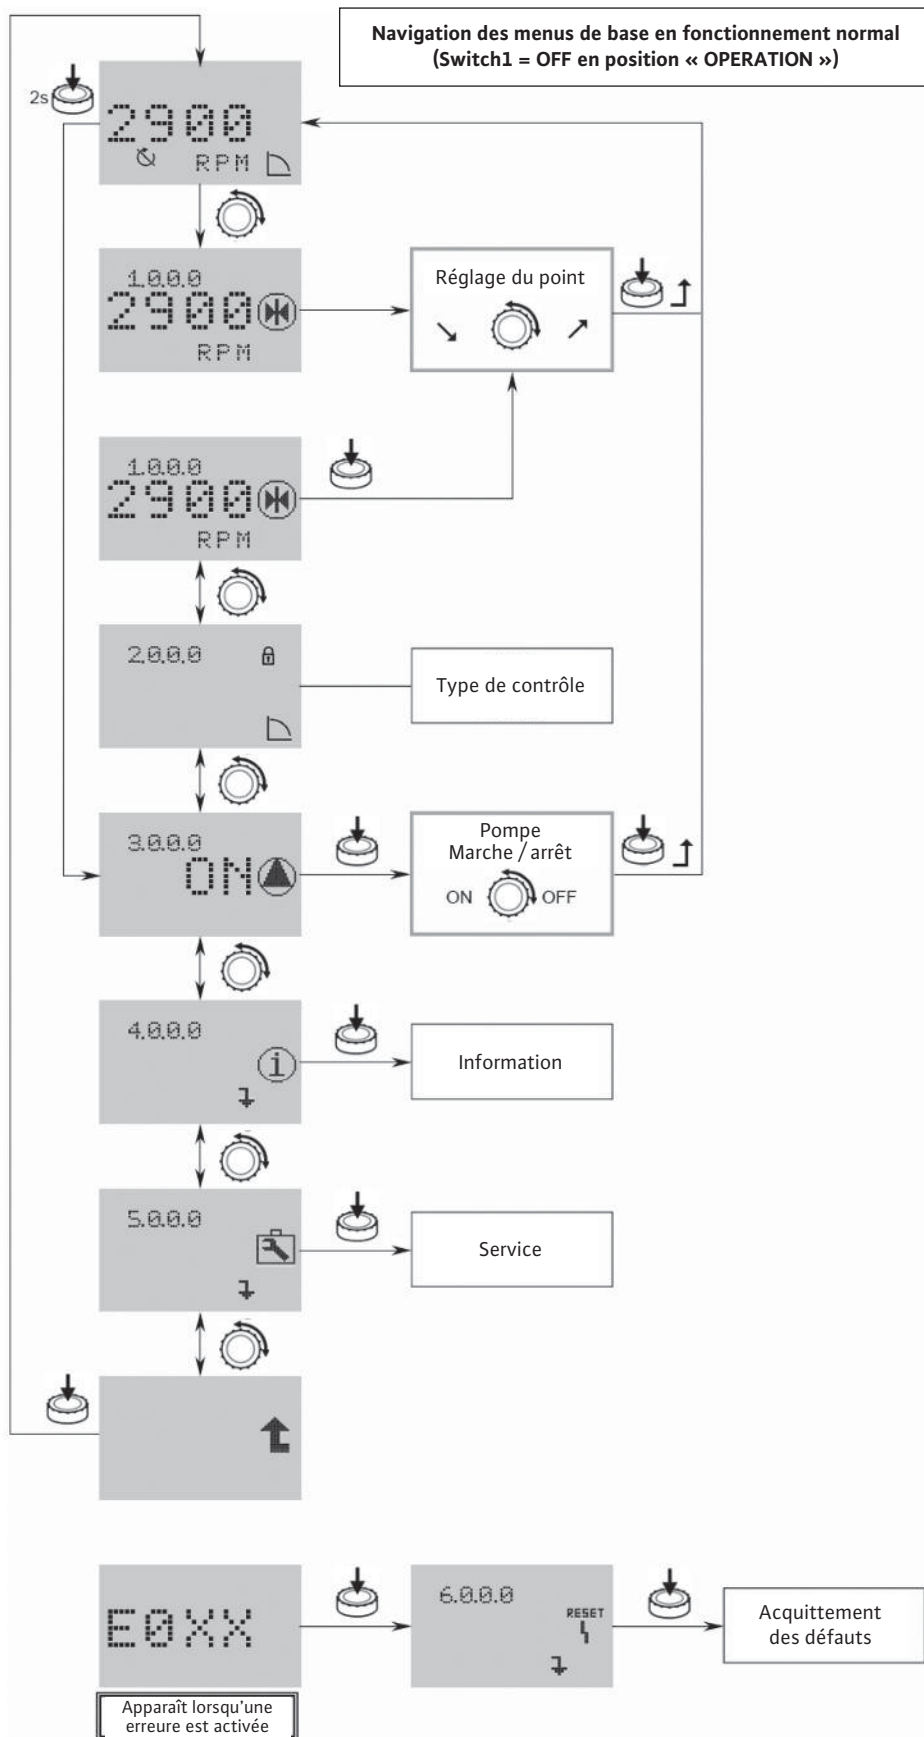 Navigation des menus de base en fonctionnement normal
(Switch1 = OFF en position « OPERATION »)
2s
2900
RPM
1.0.0.0
2900
RPM
Réglage du point
1.0.0.0
2900
RPM
2.0.0.0
Type de contrôle
3.0.0.0
ON
Pompe
Marche / arrêt
ON
OFF
4.0.0.0
i
Information
5.0.0.0
Service
E0XX
6.0.0.0
RESET
Acquittement
des défauts
Apparaît lorsqu'une
erreure est activée